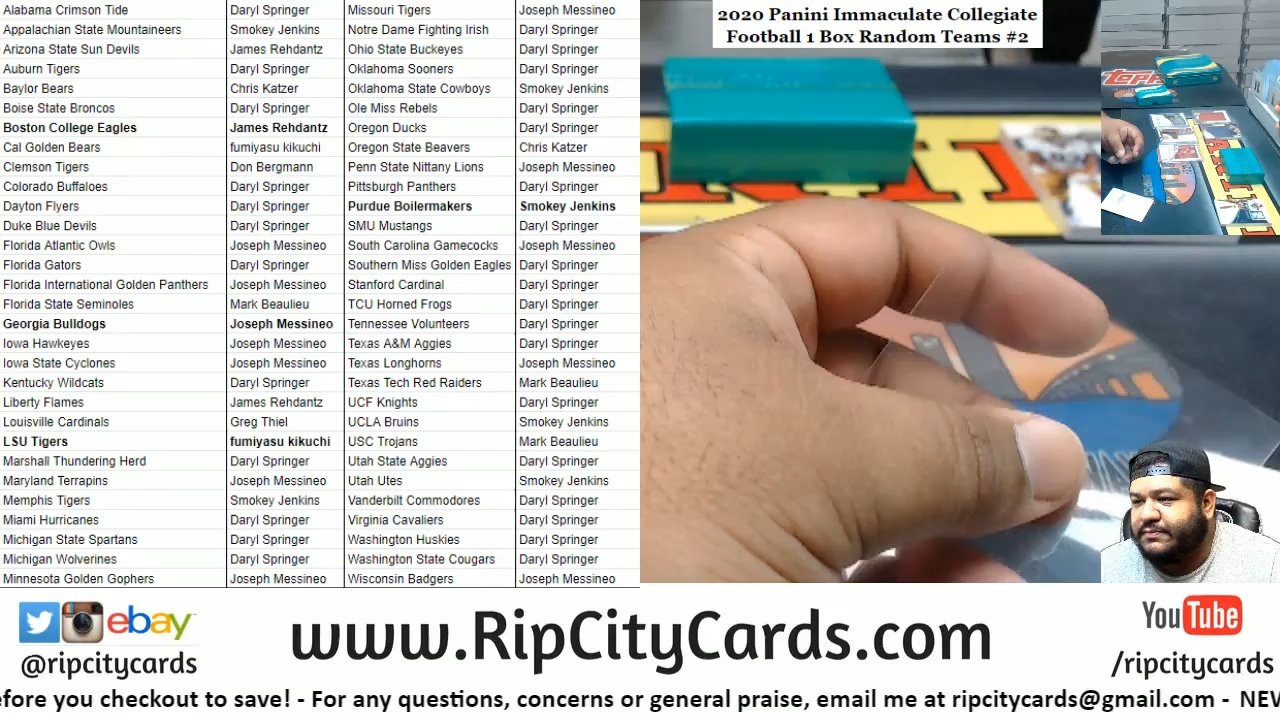 Alabama Crimson Tide Daryl Springer Missouri Tigers Joseph Messineo
Appalachian State Mountaineers Smokey Jenkins Notre Dame Fighting Irish Daryl Springer
Arizona State Sun Devils James Rehdantz Ohio State Buckeyes Daryl Springer
Auburn Tigers Daryl Springer Oklahoma Sooners Daryl Springer
Baylor Bears Chris Katzer Oklahoma State Cowboys Smokey Jenkins
Boise State Broncos Daryl Springer Ole Miss Rebels Daryl Springer
Boston College Eagles James Rehdantz Oregon Ducks Daryl Springer
Cal Golden Bears fumiyasu kikuchi Oregon State Beavers Chris Katzer
Clemson Tigers Don Bergmann Penn State Nittany Lions Joseph Messineo
Colorado Buffaloes Daryl Springer Pittsburgh Panthers Daryl Springer
Dayton Flyers Daryl Springer Purdue Boilermakers Smokey Jenkins
Duke Blue Devils Daryl Springer SMU Mustangs Daryl Springer
Florida Atlantic Owls Joseph Messineo South Carolina Gamecocks Joseph Messineo
Florida Gators Daryl Springer Southern Miss Golden Eagles Daryl Springer
Florida International Golden Panthers Joseph Messineo Stanford Cardinal Daryl Springer
Florida State Seminoles Mark Beaulieu TCU Horned Frogs Daryl Springer
Georgia Bulldogs Joseph Messineo Tennessee Volunteers Daryl Springer
Iowa Hawkeyes Joseph Messineo Texas A&M Aggies Daryl Springer
Iowa State Cyclones Joseph Messineo Texas Longhorns Joseph Messineo
Kentucky Wildcats Daryl Springer Texas Tech Red Raiders Mark Beaulieu
Liberty Flames James Rehdantz UCF Knights Daryl Springer
Louisville Cardinals Greg Thiel UCLA Bruins Smokey Jenkins
LSU Tigers fumiyasu kikuchi USC Trojans Mark Beaulieu
Marshall Thundering Herd Daryl Springer Utah State Aggies Daryl Springer
Maryland Terrapins Joseph Messineo Utah Utes Smokey Jenkins
Memphis Tigers Smokey Jenkins Vanderbilt Commodores Daryl Springer
Miami Hurricanes Daryl Springer Virginia Cavaliers Daryl Springer
Michigan State Spartans Daryl Springer Washington Huskies Daryl Springer
Michigan Wolverines Daryl Springer Washington State Cougars Daryl Springer
Minnesota Golden Gophers Joseph Messineo Wisconsin Badgers Joseph Messineo
2020 Panini Immaculate Collegiate
Football 1 Box Random Teams #2
TOPPS
ebay
@ripcitycards
www.RipCityCards.com
YouTube
/ripcitycards
efore you checkout to save! - For any questions, concerns or general praise, email me at ripcitycards@gmail.com - NEV